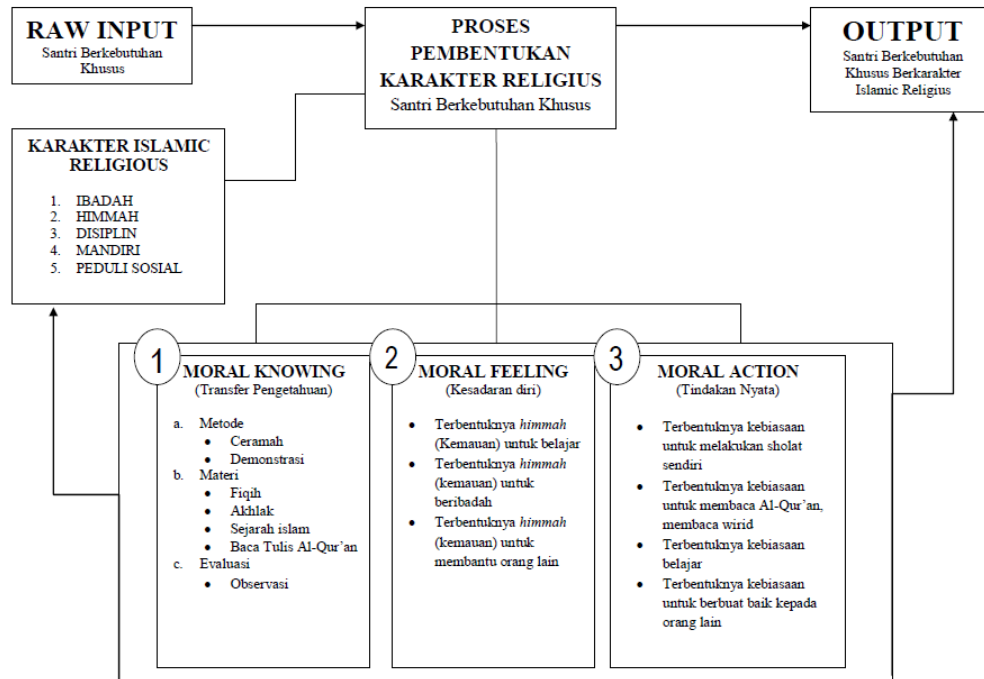 RAW INPUT
Santri Berkebutuhan
Khusus
PROSES
PEMBENTUKAN
KARAKTER RELIGIUS
Santri Berkebutuhan Khusus
OUTPUT
Santri Berkebutuhan
Khusus Berkarakter
Islamic Religius
KARAKTER ISLAMIC
RELIGIOUS
1. IBADAH
2. HIMMAH
3. DISIPLIN
4. MANDIRI
5. PEDULI SOSIAL
1
MORAL KNOWING
(Transfer Pengetahuan)
a. Metode
• Ceramah
• Demonstrasi
b. Materi
• Fiqih
• Akhlak
• Sejarah islam
• Baca Tulis Al-Qur’an
c. Evaluasi
• Observasi
2
MORAL FEELING
(Kesadaran diri)
• Terbentuknya himmah
(Kemauan) untuk belajar
• Terbentuknya himmah
(kemauan) untuk
beribadah
• Terbentuknya himmah
(kemauan) untuk
membantu orang lain
3
MORAL ACTION
(Tindakan Nyata)
• Terbentuknya kebiasaan
untuk melakukan sholat
sendiri
• Terbentuknya kebiasaan
untuk membaca Al-Qur’an,
membaca wirid
• Terbentuknya kebiasaan
belajar
• Terbentuknya kebiasaan
untuk berbuat baik kepada
orang lain